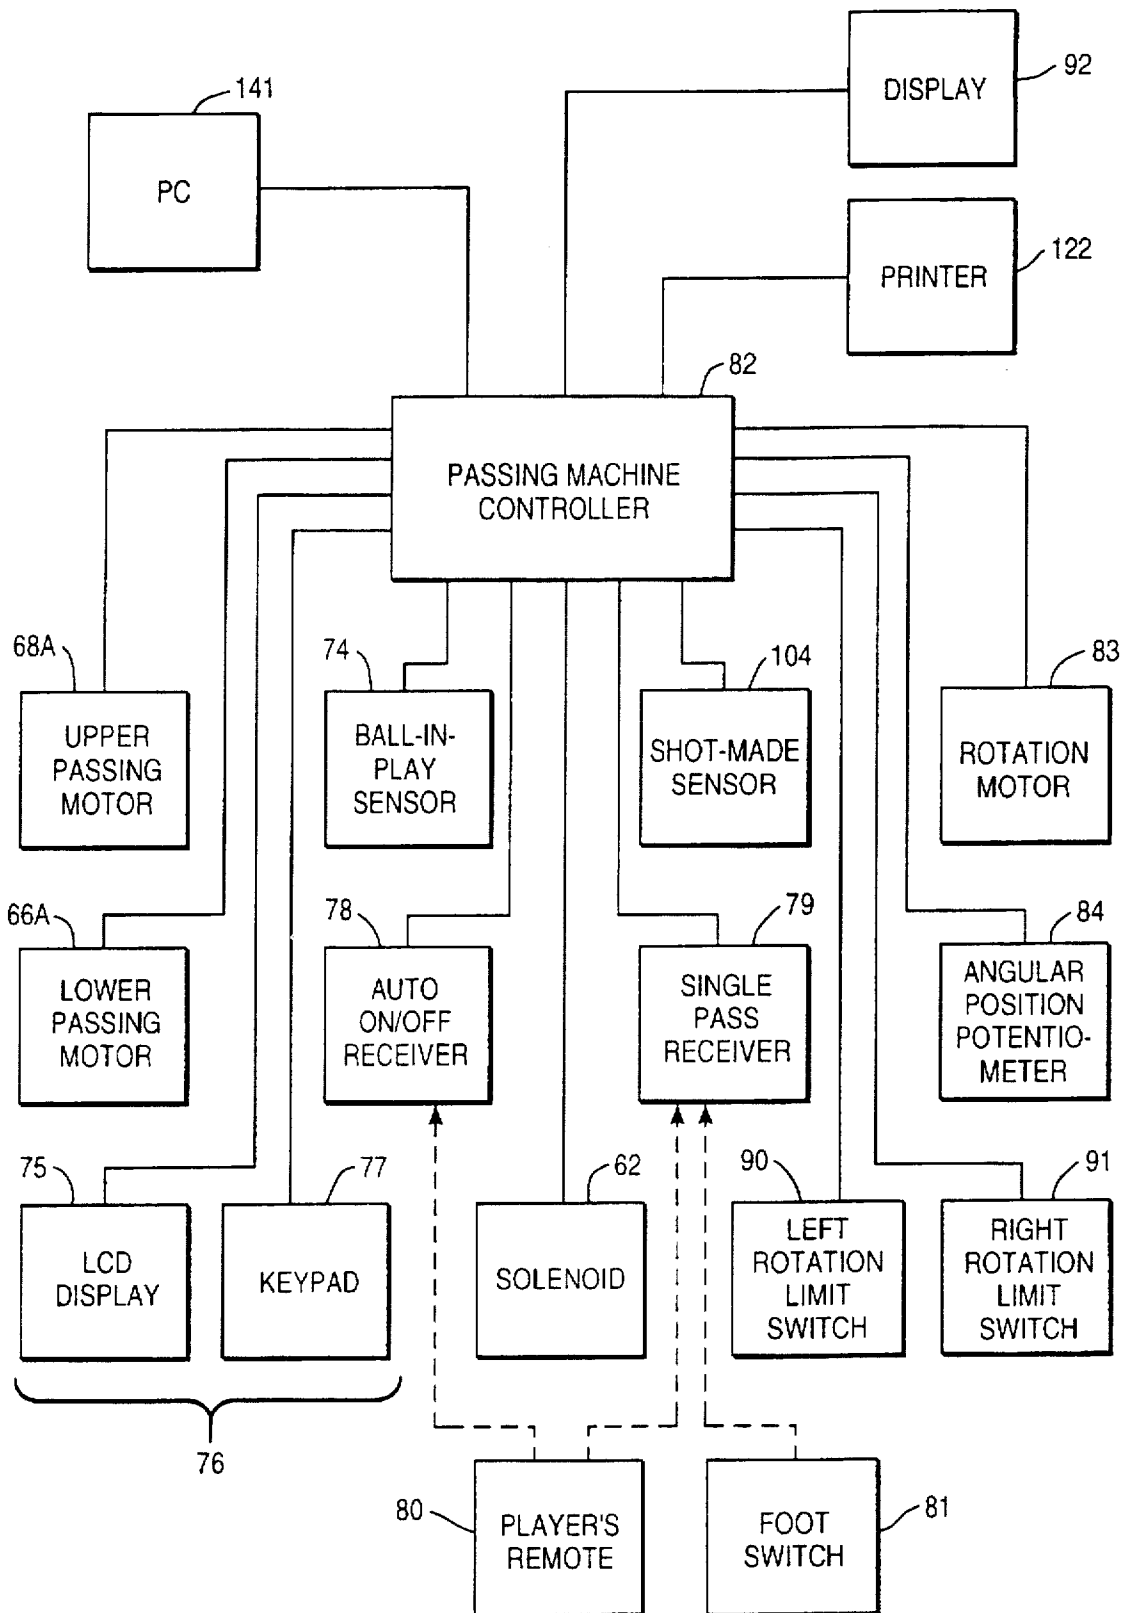 141
PC
DISPLAY
92
PRINTER
122
82
PASSING MACHINE
CONTROLLER
68A
UPPER
PASSING
MOTOR
74
BALL-IN-
PLAY
SENSOR
104
SHOT-MADE
SENSOR
83
ROTATION
MOTOR
66A
LOWER
PASSING
MOTOR
78
AUTO
ON/OFF
RECEIVER
79
SINGLE
PASS
RECEIVER
84
ANGULAR
POSITION
POTENTIO-
METER
75
LCD
DISPLAY
77
KEYPAD
62
SOLENOID
90
LEFT
ROTATION
LIMIT
SWITCH
91
RIGHT
ROTATION
LIMIT
SWITCH
76
80
PLAYER'S
REMOTE
FOOT
SWITCH
81